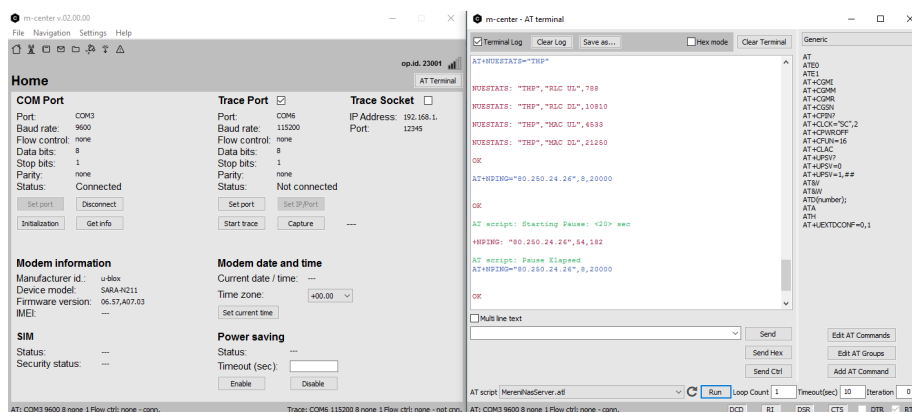 m-center v.02.00.00
File Navigation Settings Help
op.id. 23001
Home
AT Terminal
COM Port
Port: COM3
Baud rate: 9600
Flow control: none
Data bits: 8
Stop bits: 1
Parity: none
Status: Connected
Set port Disconnect
Initialization Get info
Trace Port
Port: COM6
Baud rate: 115200
Flow control: none
Data bits: 8
Stop bits: 1
Parity: none
Status: Not connected
Set port Set IP/Port
Start trace Capture ---
Trace Socket
IP Address: 192.168.1.
Port: 12345
Modem information
Manufacturer id.: u-blox
Device model: SARA-N211
Firmware version: 06.57,A07.03
IMEI: ---
Modem date and time
Current date / time: ---
Time zone: +00.00
Set current time
SIM
Status: ---
Security status: ---
Power saving
Status: ---
Timeout (sec):
Enable Disable
AT: COM3 9600 8 none 1 Flow ctrl: none - conn. Trace: COM6 115200 8 none 1 Flow ctrl: none - not cnn.
m-center - AT terminal
Terminal Log Clear Log Save as... Hex mode Clear Terminal
AT+NUESTATS="THP"
NUESTATS: "THP","RLC UL",788
NUESTATS: "THP","RLC DL",10810
NUESTATS: "THP","MAC UL",4533
NUESTATS: "THP","MAC DL",21250
OK
AT+NPING="80.250.24.26",8,20000
OK
AT script: Starting Pause: <20> sec
+NPING: "80.250.24.26",54,182
AT script: Pause Elapsed
AT+NPING="80.250.24.26",8,20000
OK
Multi line text
Send
Send Hex
Send Ctrl
AT script MereniNasServer.atl Run Loop Count 1 Timeout(sec) 10 Iteration 0
Generic
AT
ATE0
ATE1
AT+CGMI
AT+CGMM
AT+CGMR
AT+CGSN
AT+CPIN?
AT+CLCK="SC",2
AT+CPWROFF
AT+CFUN=16
AT+CLAC
AT+UPSV?
AT+UPSV=0
AT+UPSV=1,##
AT&V
AT&W
ATD(number);
ATA
ATH
AT+UEXTDCONF=0,1
Edit AT Commands
Edit AT Groups
Add AT Command
AT: COM3 9600 8 none 1 Flow ctrl: none - conn. DCD RI DSR CTS DTR